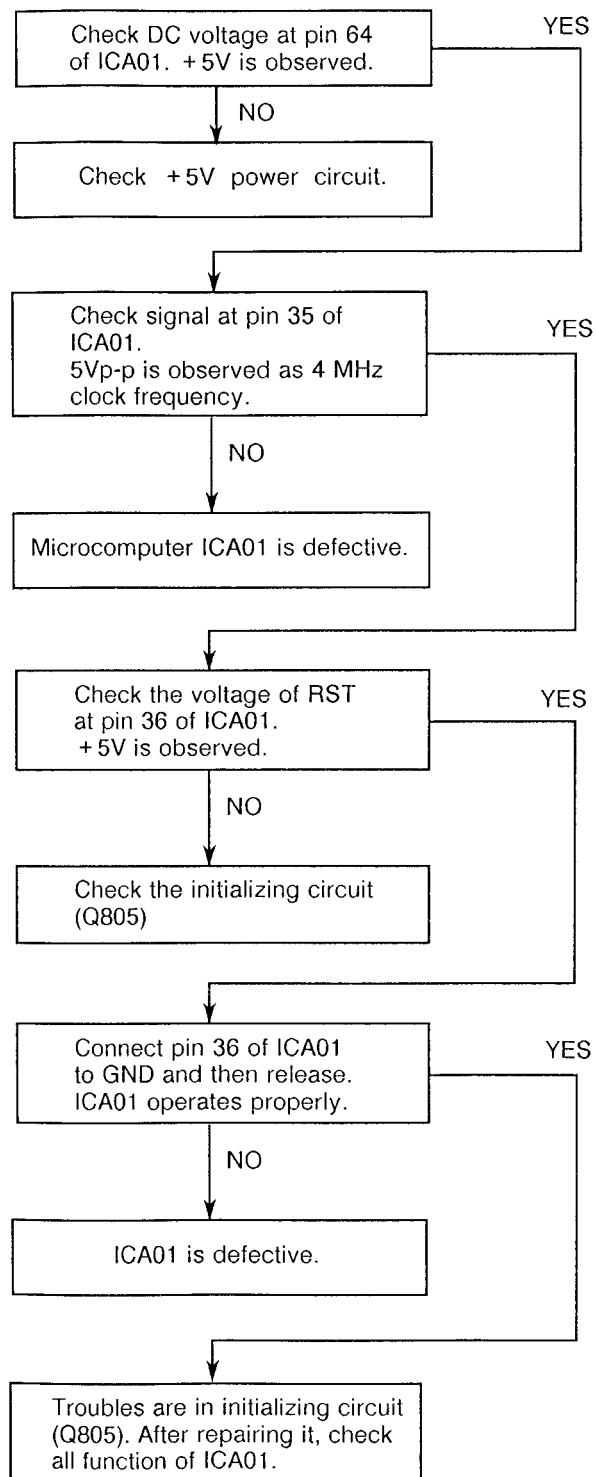 Check DC voltage at pin 64
of ICA01. +5V is observed.
YES
NO
Check +5V power circuit.
Check signal at pin 35 of
ICA01.
5Vp-p is observed as 4 MHz
clock frequency.
YES
NO
Microcomputer ICA01 is defective.
Check the voltage of RST
at pin 36 of ICA01.
+5V is observed.
YES
NO
Check the initializing circuit
(Q805)
Connect pin 36 of ICA01
to GND and then release.
ICA01 operates properly.
YES
NO
ICA01 is defective.
Troubles are in initializing circuit
(Q805). After repairing it, check
all function of ICA01.